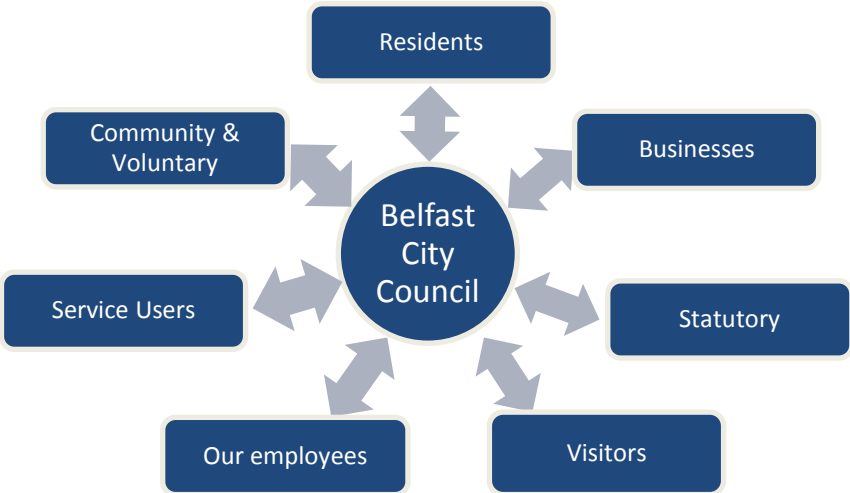 Residents
Community &
Voluntary
Businesses
Belfast
City
Council
Service Users
Statutory
Our employees
Visitors